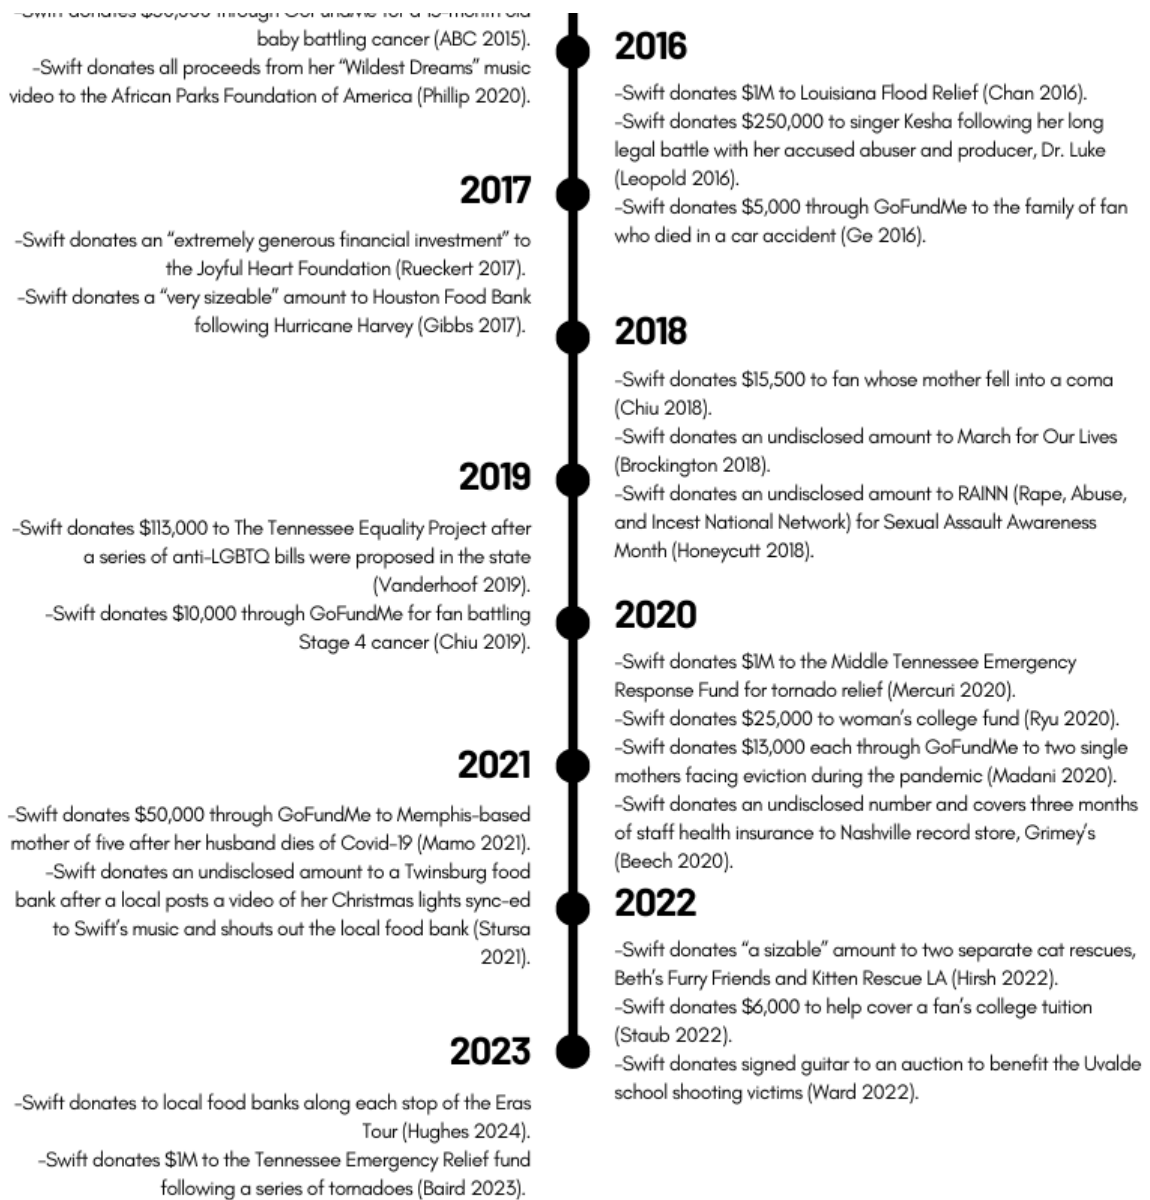 -Swift donates through GoFundMe for a
baby battling cancer (ABC 2015).
-Swift donates all proceeds from her “Wildest Dreams” music
video to the African Parks Foundation of America (Phillip 2020).
2016
-Swift donates $1M to Louisiana Flood Relief (Chan 2016).
-Swift donates $250,000 to singer Kesha following her long
legal battle with her accused abuser and producer, Dr. Luke
(Leopold 2016).
-Swift donates $5,000 through GoFundMe to the family of fan
who died in a car accident (Ge 2016).
2017
-Swift donates an “extremely generous financial investment” to
the Joyful Heart Foundation (Rueckert 2017).
-Swift donates a “very sizeable” amount to Houston Food Bank
following Hurricane Harvey (Gibbs 2017).
2018
-Swift donates $15,500 to fan whose mother fell into a coma
(Chiu 2018).
-Swift donates an undisclosed amount to March for Our Lives
(Brockington 2018).
-Swift donates an undisclosed amount to RAINN (Rape, Abuse,
and Incest National Network) for Sexual Assault Awareness
Month (Honeycutt 2018).
2019
-Swift donates $113,000 to The Tennessee Equality Project after
a series of anti-LGBTQ bills were proposed in the state
(Vanderhoof 2019).
-Swift donates $10,000 through GoFundMe for fan battling
Stage 4 cancer (Chiu 2019).
2020
-Swift donates $1M to the Middle Tennessee Emergency
Response Fund for tornado relief (Mercuri 2020).
-Swift donates $25,000 to woman’s college fund (Ryu 2020).
-Swift donates $13,000 each through GoFundMe to two single
mothers facing eviction during the pandemic (Madani 2020).
-Swift donates an undisclosed number and covers three months
of staff health insurance to Nashville record store, Grimey’s
(Beech 2020).
2021
-Swift donates $50,000 through GoFundMe to Memphis-based
mother of five after her husband dies of Covid-19 (Mamo 2021).
-Swift donates an undisclosed amount to a Twinsburg food
bank after a local posts a video of her Christmas lights sync-ed
to Swift’s music and shouts out the local food bank (Stursa
2021).
2022
-Swift donates “a sizable” amount to two separate cat rescues,
Beth’s Furry Friends and Kitten Rescue LA (Hirsh 2022).
-Swift donates $6,000 to help cover a fan’s college tuition
(Staub 2022).
-Swift donates signed guitar to an auction to benefit the Uvalde
school shooting victims (Ward 2022).
2023
-Swift donates to local food banks along each stop of the Eras
Tour (Hughes 2024).
-Swift donates $1M to the Tennessee Emergency Relief fund
following a series of tornadoes (Baird 2023).